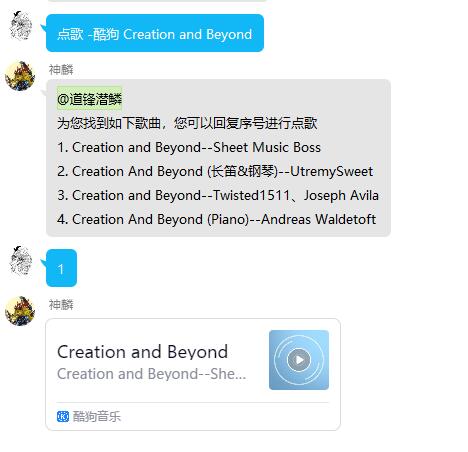 点歌 -酷狗 Creation and Beyond
神麟
@道锋潜鳞
为您找到如下歌曲，您可以回复序号进行点歌
1. Creation and Beyond--Sheet Music Boss
2. Creation And Beyond (长笛&钢琴)--UtremySweet
3. Creation and Beyond--Twisted1511、Joseph Avila
4. Creation And Beyond (Piano)--Andreas Waldetoft
1
神麟
Creation and Beyond
Creation and Beyond--She...
酷狗音乐